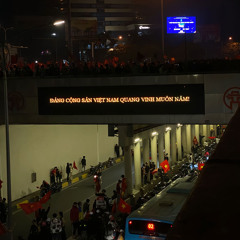 ĐẢNG CỘNG SẢN VIỆT NAM QUANG VINH MUÔN NĂM!